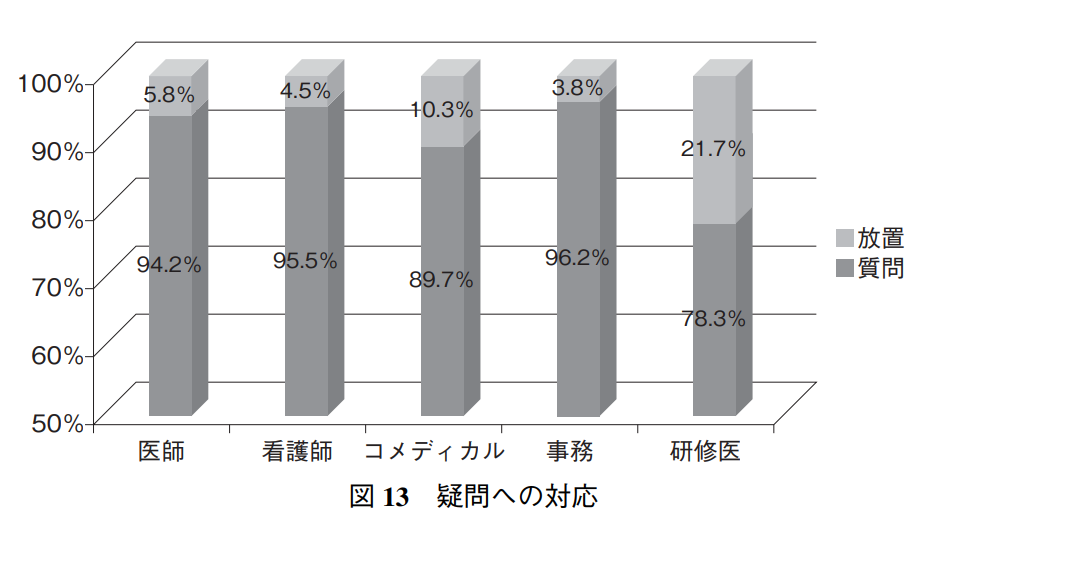 100%
90%
80%
70%
60%
50%
5.8%
4.5%
10.3%
3.8%
21.7%
94.2%
95.5%
89.7%
96.2%
78.3%
放置
質問
医師
看護師
コメディカル
事務
研修医
図 13　疑問への対応